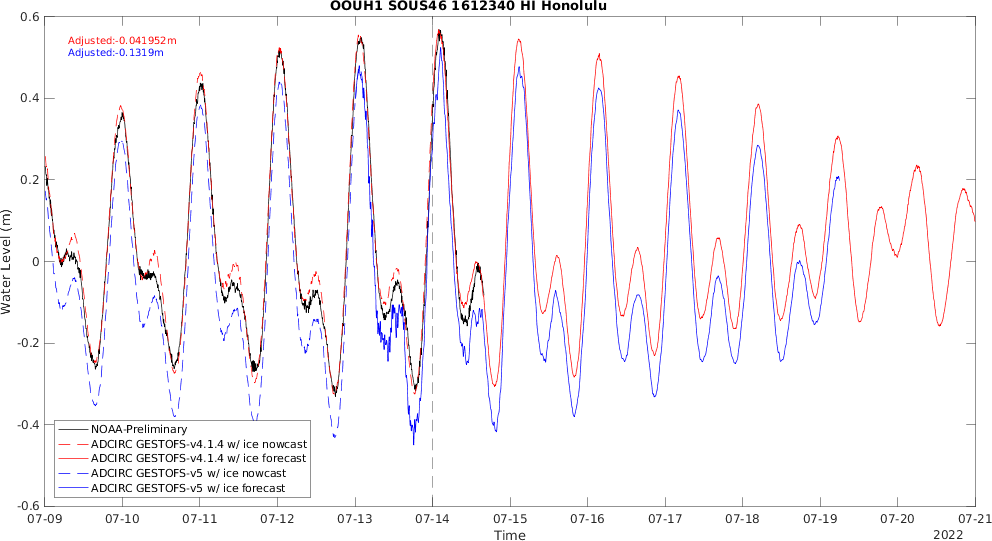 OOUH1 SOUS46 1612340 HI Honolulu
Adjusted:-0.041952m
Adjusted:-0.1319m
0.6
0.4
0.2
0
-0.2
-0.4
-0.6
Water Level (m)
NOAA-Preliminary
ADCIRC GESTOFS-v4.1.4 w/ ice nowcast
ADCIRC GESTOFS-v4.1.4 w/ ice forecast
ADCIRC GESTOFS-v5 w/ ice nowcast
ADCIRC GESTOFS-v5 w/ ice forecast
07-09 07-10 07-11 07-12 07-13 07-14 07-15 07-16 07-17 07-18 07-19 07-20 07-21
Time
2022